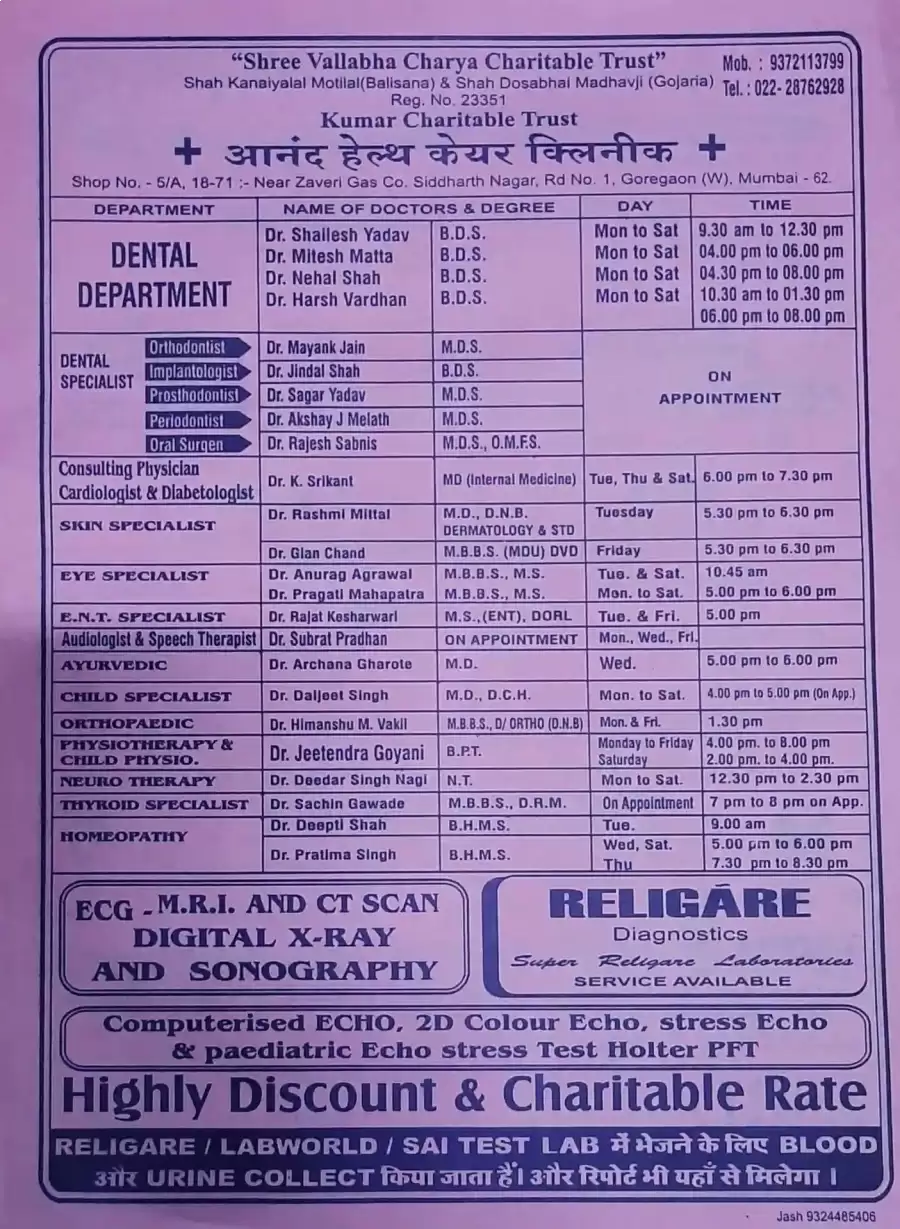 “Shree Vallabha Charya Charitable Trust”
Mob. : 9372113799
Shah Kanaiyalal Motilal(Balisana) & Shah Dosabhai Madhavji (Gojaria)
Tel. : 022- 28762928
Reg. No. 23351
Kumar Charitable Trust
+ आनंद हेल्थ केयर क्लिनीक +
Shop No. - 5/A, 18-71 :- Near Zaveri Gas Co. Siddharth Nagar, Rd No. 1, Goregaon (W), Mumbai - 62.
DEPARTMENT NAME OF DOCTORS & DEGREE DAY TIME
DENTAL DEPARTMENT
Dr. Shailesh Yadav B.D.S. Mon to Sat 9.30 am to 12.30 pm
Dr. Mitesh Matta B.D.S. Mon to Sat 04.00 pm to 06.00 pm
Dr. Nehal Shah B.D.S. Mon to Sat 04.30 pm to 08.00 pm
Dr. Harsh Vardhan B.D.S. Mon to Sat 10.30 am to 01.30 pm
06.00 pm to 08.00 pm
DENTAL SPECIALIST
Orthodontist Dr. Mayank Jain M.D.S.
Implantologist Dr. Jindal Shah B.D.S.
Prosthodontist Dr. Sagar Yadav M.D.S.
Periodontist Dr. Akshay J Melath M.D.S.
Oral Surgen Dr. Rajesh Sabnis M.D.S., O.M.F.S.
ON
APPOINTMENT
Consulting Physician
Cardiologist & Diabetologist Dr. K. Srikant MD (Internal Medicine) Tue, Thu & Sat. 6.00 pm to 7.30 pm
SKIN SPECIALIST Dr. Rashmi Mittal M.D., D.N.B. Tuesday 5.30 pm to 6.30 pm
DERMATOLOGY & STD
Dr. Gian Chand M.B.B.S. (MDU) DVD Friday 5.30 pm to 6.30 pm
EYE SPECIALIST Dr. Anurag Agrawal M.B.B.S., M.S. Tue. & Sat. 10.45 am
Dr. Pragati Mahapatra M.B.B.S., M.S. Mon. to Sat. 5.00 pm to 6.00 pm
E.N.T. SPECIALIST Dr. Rajat Kesharwari M.S.,(ENT), DORL Tue. & Fri. 5.00 pm
Audiologist & Speech Therapist Dr. Subrat Pradhan ON APPOINTMENT Mon., Wed., Fri.
AYURVEDIC Dr. Archana Gharote M.D. Wed. 5.00 pm to 6.00 pm
CHILD SPECIALIST Dr. Daljeet Singh M.D., D.C.H. Mon. to Sat. 4.00 pm to 5.00 pm (On App.)
ORTHOPAEDIC Dr. Himanshu M. Vakil M.B.B.S., D/ ORTHO (D.N.B) Mon. & Fri. 1.30 pm
PHYSIOTHERAPY & Dr. Jeetendra Goyani B.P.T. Monday to Friday 4.00 pm. to 8.00 pm
CHILD PHYSIO. Saturday 2.00 pm. to 4.00 pm.
NEURO THERAPY Dr. Deedar Singh Nagi N.T. Mon to Sat. 12.30 pm to 2.30 pm
THYROID SPECIALIST Dr. Sachin Gawade M.B.B.S., D.R.M. On Appointment 7 pm to 8 pm on App.
HOMEOPATHY Dr. Deepti Shah B.H.M.S. Tue. 9.00 am
Dr. Pratima Singh B.H.M.S. Wed, Sat. 5.00 pm to 6.00 pm
Thu 7.30 pm to 8.30 pm
ECG - M.R.I. AND CT SCAN
DIGITAL X-RAY
AND SONOGRAPHY
RELIGARE
Diagnostics
Super Religare Laboratories
SERVICE AVAILABLE
Computerised ECHO, 2D Colour Echo, stress Echo
& paediatric Echo stress Test Holter PFT
Highly Discount & Charitable Rate
RELIGARE / LABWORLD / SAI TEST LAB में भेजने के लिए BLOOD
और URINE COLLECT किया जाता हैं। और रिपोर्ट भी यहाँ से मिलेगा ।
Jash 9324485406